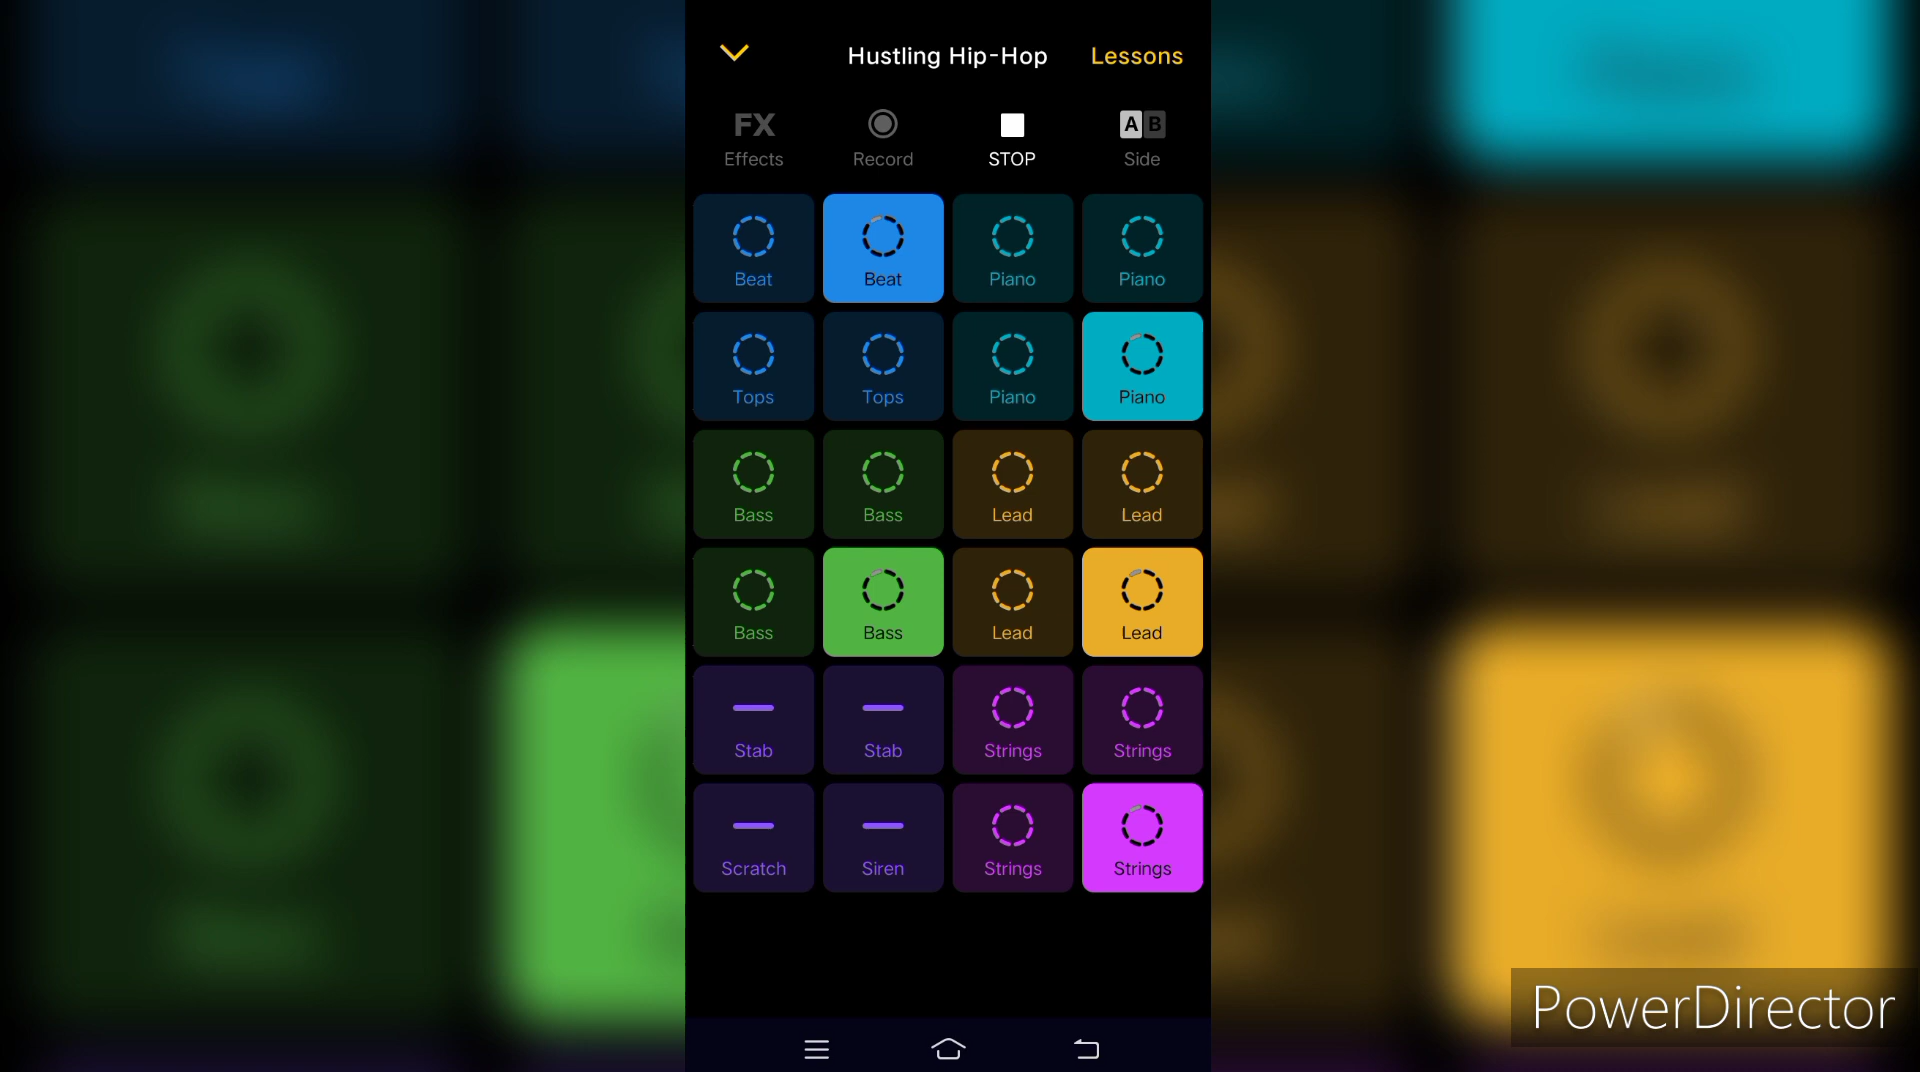 Hustling Hip-Hop Lessons
FX A B
Effects Record STOP Side
Beat Beat Piano Piano
Tops Tops Piano Piano
Bass Bass Lead Lead
Bass Bass Lead Lead
Stab Stab Strings Strings
Scratch Siren Strings Strings
PowerDirector